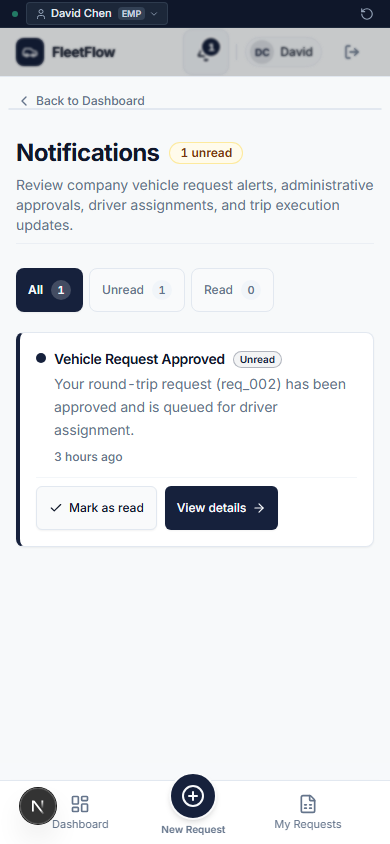 David Chen EMP
FleetFlow 1 DC David
Back to Dashboard
Notifications 1 unread
Review company vehicle request alerts, administrative
approvals, driver assignments, and trip execution
updates.
All 1 Unread 1 Read 0
Vehicle Request Approved Unread
Your round-trip request (req_002) has been
approved and is queued for driver
assignment.
3 hours ago
Mark as read View details
N Dashboard New Request My Requests